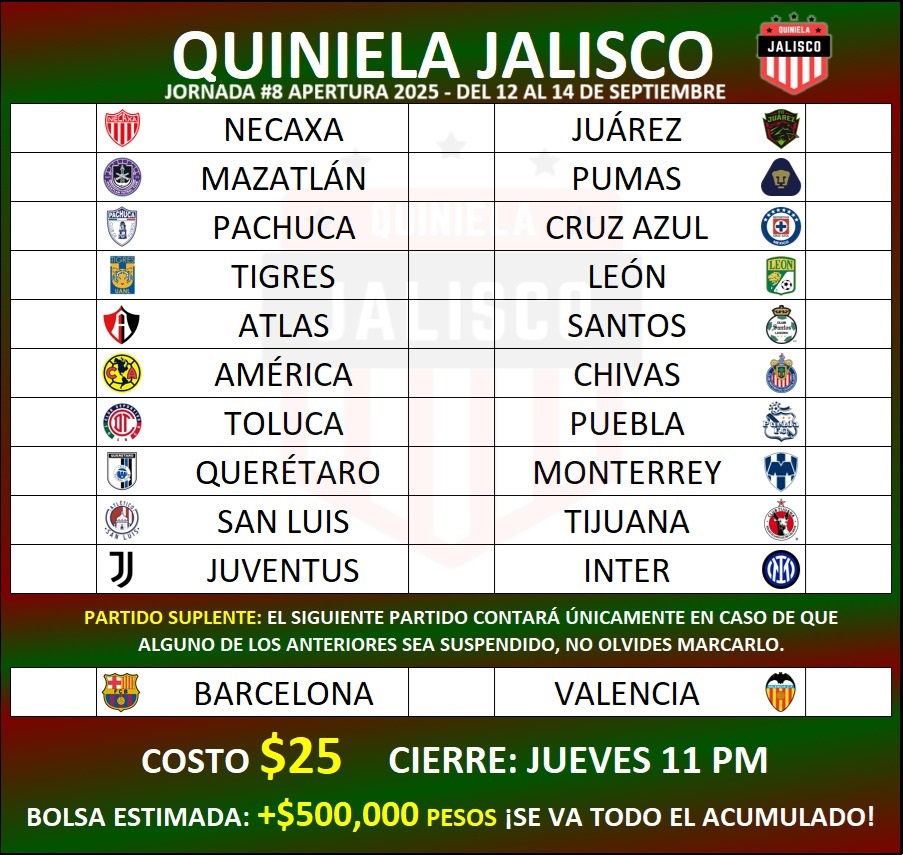 QUINIELA JALISCO
QUINIELA
JALISCO
JORNADA #8 APERTURA 2025 - DEL 12 AL 14 DE SEPTIEMBRE
NECAXA JUÁREZ
MAZATLÁN PUMAS
PACHUCA CRUZ AZUL
TIGRES LEÓN
ATLAS SANTOS
AMÉRICA CHIVAS
TOLUCA PUEBLA
QUERÉTARO MONTERREY
SAN LUIS TIJUANA
JUVENTUS INTER
QUINIELA
JALISCO
PARTIDO SUPLENTE: EL SIGUIENTE PARTIDO CONTARÁ ÚNICAMENTE EN CASO DE QUE
ALGUNO DE LOS ANTERIORES SEA SUSPENDIDO, NO OLVIDES MARCARLO.
BARCELONA VALENCIA
COSTO $25 CIERRE: JUEVES 11 PM
BOLSA ESTIMADA: +$500,000 PESOS ¡SE VA TODO EL ACUMULADO!